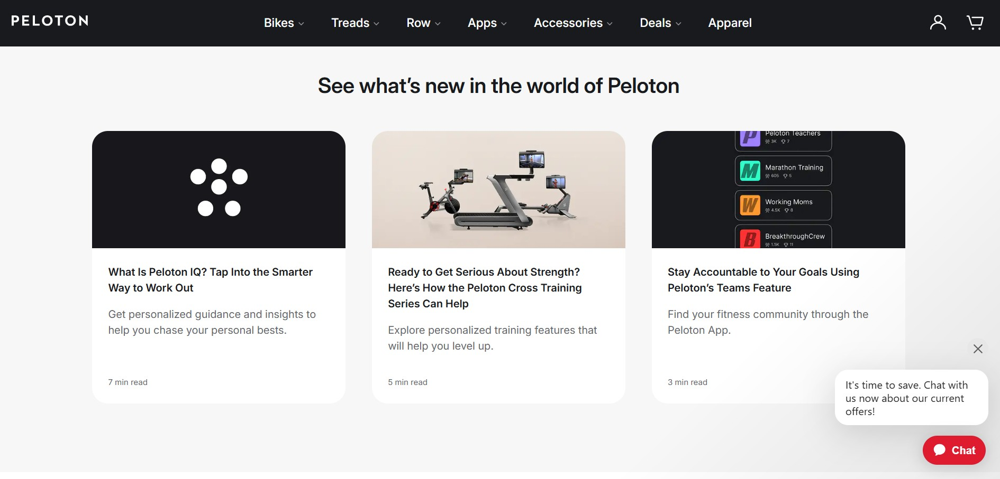 PELOTON
Bikes
Treads
Row
Apps
Accessories
Deals
Apparel
See what’s new in the world of Peloton
What Is Peloton IQ? Tap Into the Smarter
Way to Work Out
Get personalized guidance and insights to
help you chase your personal bests.
7 min read
Ready to Get Serious About Strength?
Here’s How the Peloton Cross Training
Series Can Help
Explore personalized training features that
will help you level up.
5 min read
P
Peloton Teachers
3K 7
M
Marathon Training
605 5
W
Working Moms
4.5K 8
B
BreakthroughCrew
1.5K 11
Stay Accountable to Your Goals Using
Peloton’s Teams Feature
Find your fitness community through the
Peloton App.
3 min read
It's time to save. Chat with
us now about our current
offers!
Chat